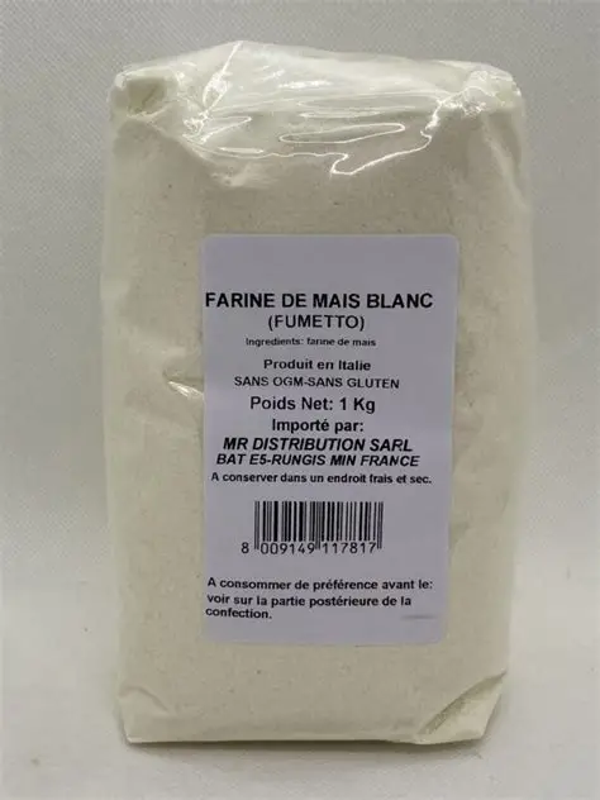 FARINE DE MAIS BLANC
(FUMETTO)
Ingredients: farine de mais
Produit en Italie
SANS OGM-SANS GLUTEN
Poids Net: 1 Kg
Importé par:
MR DISTRIBUTION SARL
BAT E5-RUNGIS MIN FRANCE
A conserver dans un endroit frais et sec.
8 009149 117817
A consommer de préférence avant le:
voir sur la partie postérieure de la
confection.